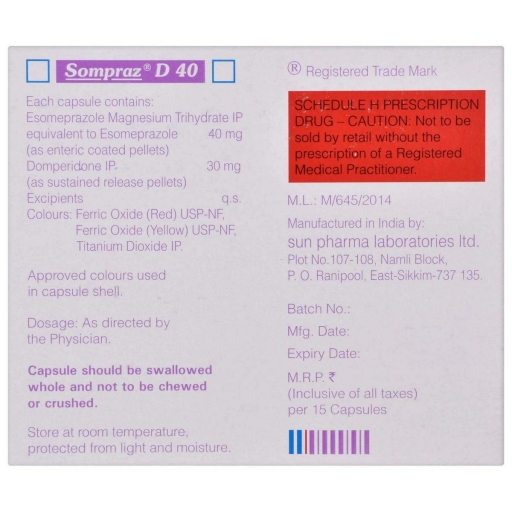 Sompraz® D 40
Each capsule contains:
Esomeprazole Magnesium Trihydrate IP
equivalent to Esomeprazole 40 mg
(as enteric coated pellets)
Domperidone IP. 30 mg
(as sustained release pellets)
Excipients q.s.
Colours: Ferric Oxide (Red) USP-NF,
Ferric Oxide (Yellow) USP-NF,
Titanium Dioxide IP.
Approved colours used
in capsule shell.
Dosage: As directed by
the Physician.
Capsule should be swallowed
whole and not to be chewed
or crushed.
Store at room temperature,
protected from light and moisture.
® Registered Trade Mark
SCHEDULE H PRESCRIPTION
DRUG – CAUTION: Not to be
sold by retail without the
prescription of a Registered
Medical Practitioner.
M.L.: M/645/2014
Manufactured in India by:
sun pharma laboratories ltd.
Plot No.107-108, Namli Block,
P. O. Ranipool, East-Sikkim-737 135.
Batch No.:
Mfg. Date:
Expiry Date:
M.R.P. ₹
(Inclusive of all taxes)
per 15 Capsules